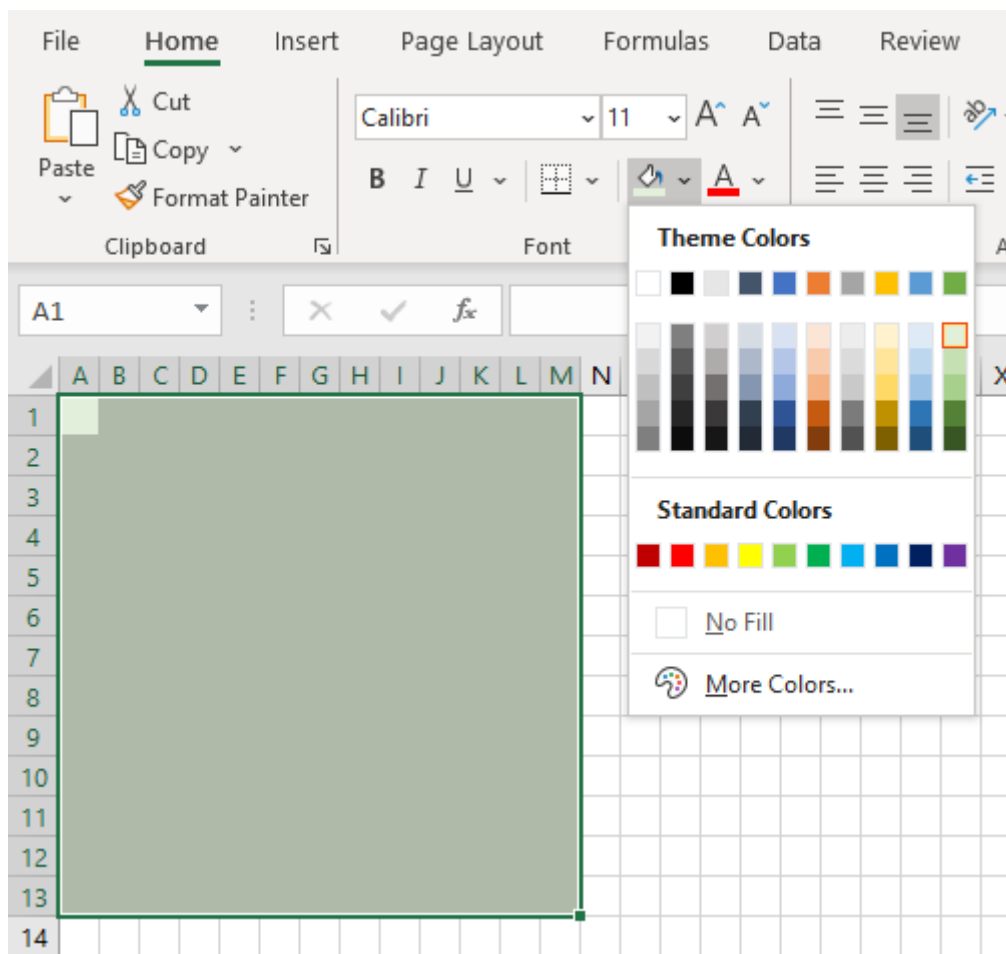 File Home Insert Page Layout Formulas Data Review
Cut
Copy
Paste
Format Painter
Clipboard
Calibri 11 A A ab
B I U A
Font
A
Theme Colors
Standard Colors
No Fill
More Colors...
A1 fx
A B C D E F G H I J K L M N X
1
2
3
4
5
6
7
8
9
10
11
12
13
14